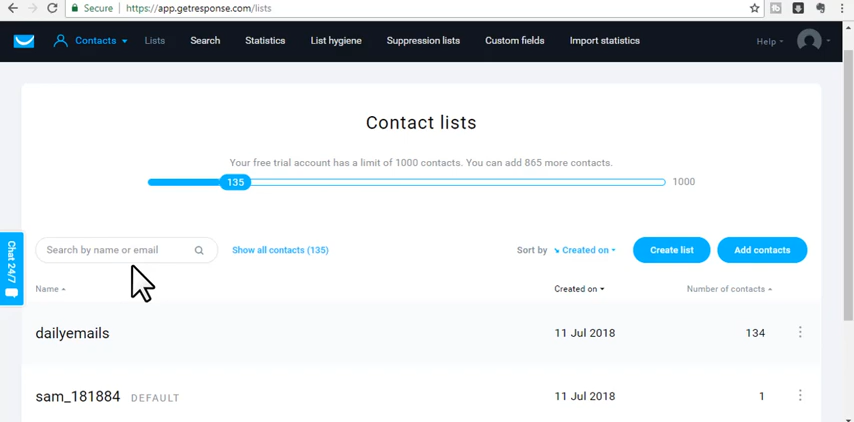 Secure https://app.getresponse.com/lists
Contacts Lists Search Statistics List hygiene Suppression lists Custom fields Import statistics Help
Contact lists
Your free trial account has a limit of 1000 contacts. You can add 865 more contacts.
135 1000
Search by name or email Show all contacts (135) Sort by Created on Create list Add contacts
Chat 24/7
Name Created on Number of contacts
dailyemails 11 Jul 2018 134
sam_181884 DEFAULT 11 Jul 2018 1